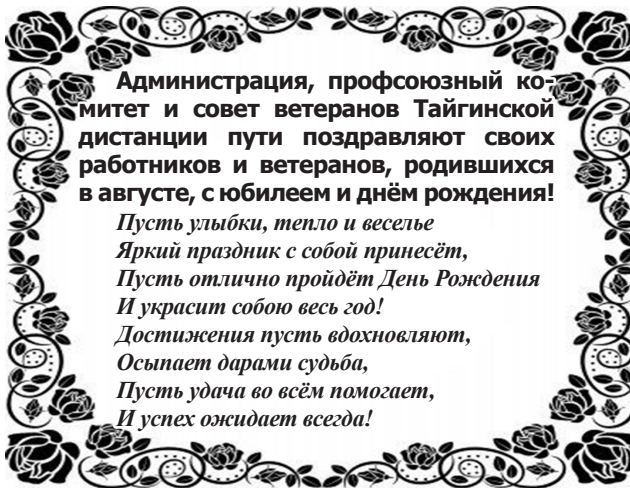 Администрация, профсоюзный ко-
митет и совет ветеранов Тайгинской
дистанции пути поздравляют своих
работников и ветеранов, родившихся
в августе, с юбилеем и днём рождения!
Пусть улыбки, тепло и веселье
Яркий праздник с собой принесёт,
Пусть отлично пройдёт День Рождения
И украсит собою весь год!
Достижения пусть вдохновляют,
Осыпает дарами судьба,
Пусть удача во всём помогает,
И успех ожидает всегда!